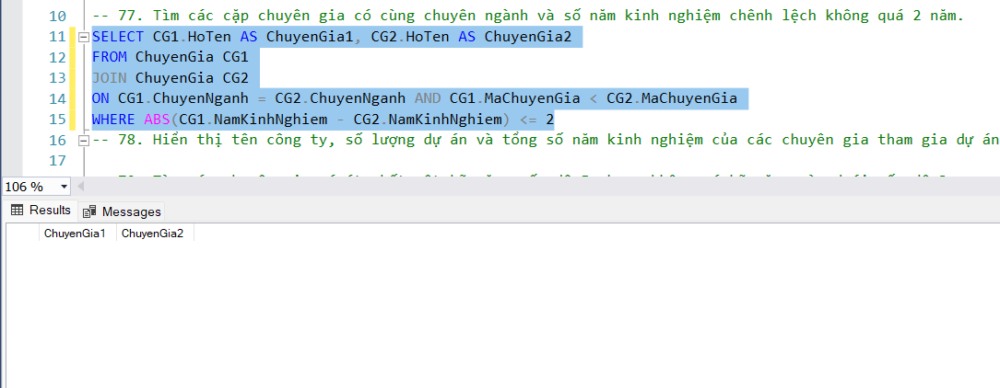 10 -- 77. Tìm các cặp chuyên gia có cùng chuyên ngành và số năm kinh nghiệm chênh lệch không quá 2 năm.
11 SELECT CG1.HoTen AS ChuyenGia1, CG2.HoTen AS ChuyenGia2
12 FROM ChuyenGia CG1
13 JOIN ChuyenGia CG2
14 ON CG1.ChuyenNganh = CG2.ChuyenNganh AND CG1.MaChuyenGia < CG2.MaChuyenGia
15 WHERE ABS(CG1.NamKinhNghiem - CG2.NamKinhNghiem) <= 2
16 -- 78. Hiển thị tên công ty, số lượng dự án và tổng số năm kinh nghiệm của các chuyên gia tham gia dự án
17
106 %
Results Messages
ChuyenGia1 ChuyenGia2